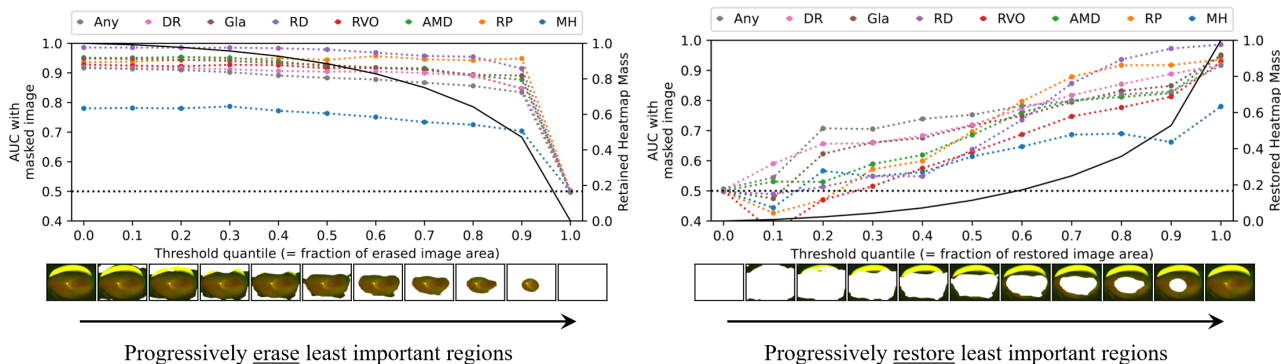 Any DR Gla RD RVO AMD RP MH
1.0
0.9
0.8
0.7
0.6
0.5
0.4
AUC with
masked image
1.0
0.8
0.6
0.4
0.2
0.0
Retained Heatmap Mass
0.0 0.1 0.2 0.3 0.4 0.5 0.6 0.7 0.8 0.9 1.0
Threshold quantile (= fraction of erased image area)
Progressively erase least important regions
Any DR Gla RD RVO AMD RP MH
1.0
0.9
0.8
0.7
0.6
0.5
0.4
AUC with
masked image
1.0
0.8
0.6
0.4
0.2
0.0
Restored Heatmap Mass
0.0 0.1 0.2 0.3 0.4 0.5 0.6 0.7 0.8 0.9 1.0
Threshold quantile (= fraction of restored image area)
Progressively restore least important regions